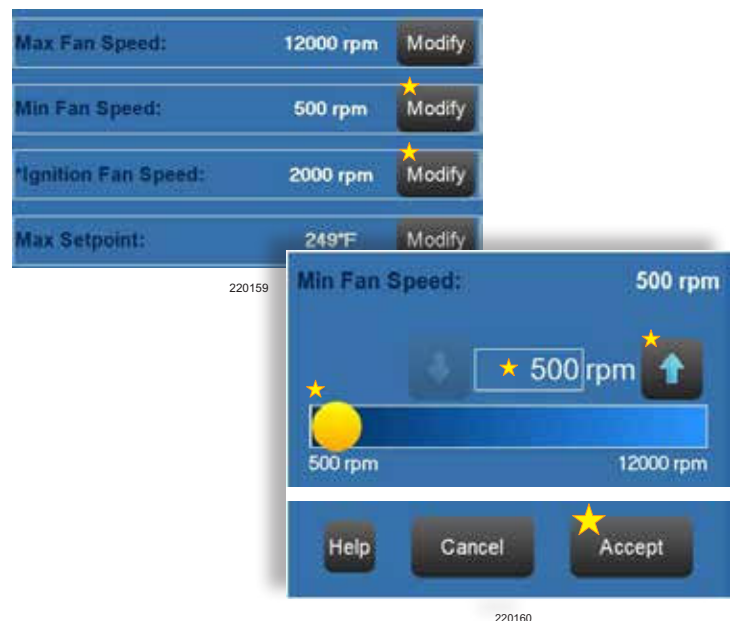 Max Fan Speed: 12000 rpm Modify
Min Fan Speed: 500 rpm Modify
*Ignition Fan Speed: 2000 rpm Modify
Max Setpoint: 249°F Modify
220159
Min Fan Speed: 500 rpm
500 rpm
500 rpm 12000 rpm
Help Cancel Accept
220160